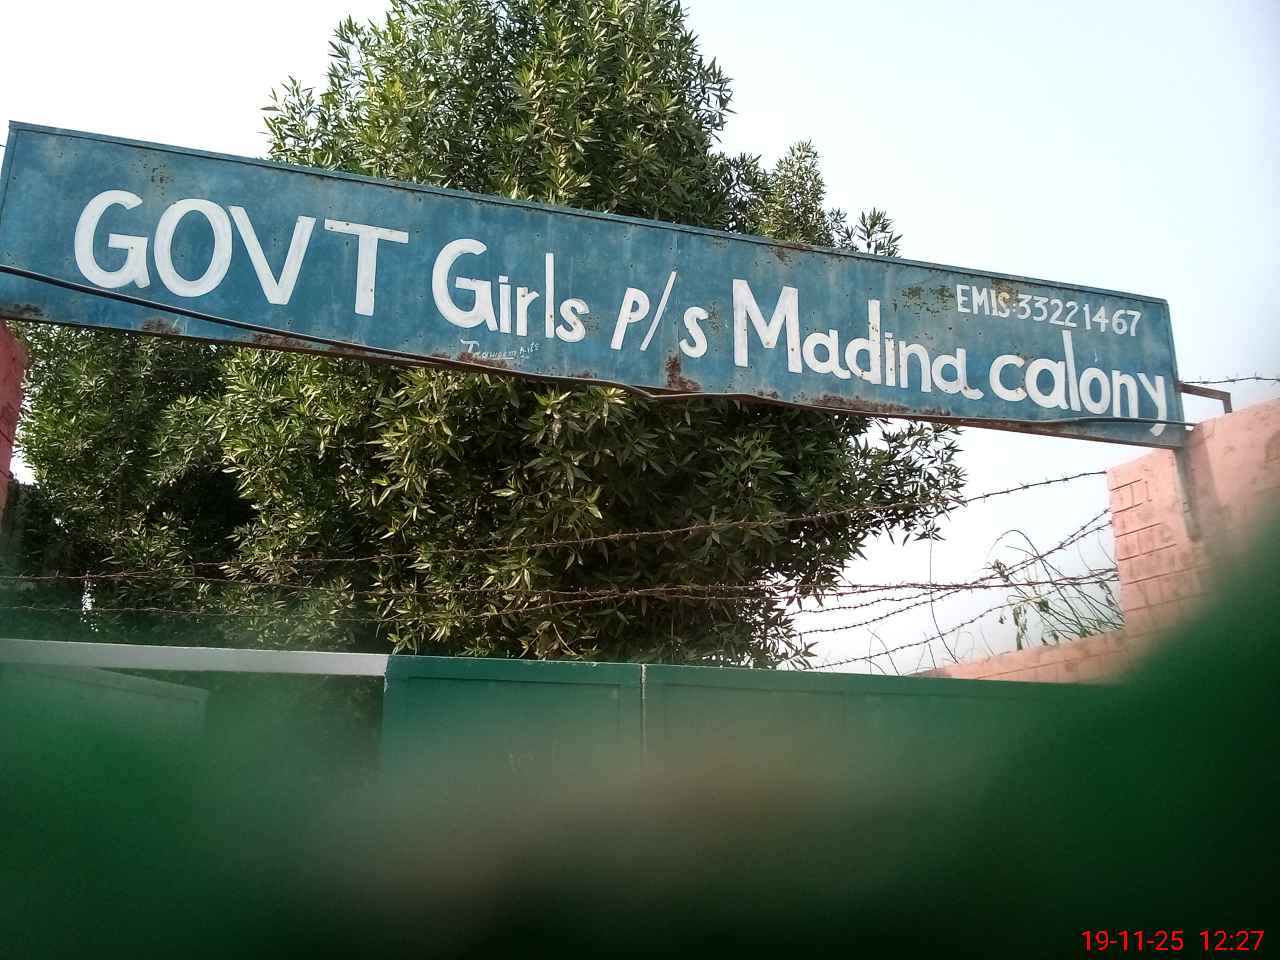 GOVT Girls P/s Madina calony
EMIS:33221467
19-11-25 12:27